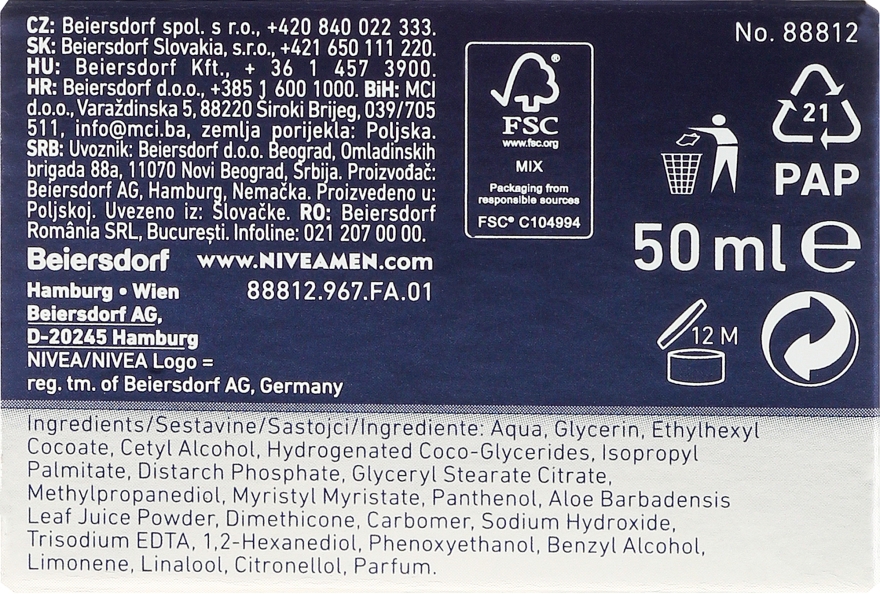 CZ: Beiersdorf spol. s r.o., +420 840 022 333.
SK: Beiersdorf Slovakia, s.r.o., +421 650 111 220.
HU: Beiersdorf Kft., + 36 1 457 3900.
HR: Beiersdorf d.o.o., +385 1 600 1000. BiH: MCI
d.o.o., Varaždinska 5, 88220 Široki Brijeg, 039/705
511, info@mci.ba, zemlja porijekla: Poljska.
SRB: Uvoznik: Beiersdorf d.o.o. Beograd, Omladinskih
brigada 88a, 11070 Novi Beograd, Srbija. Proizvođač:
Beiersdorf AG, Hamburg, Nemačka. Proizvedeno u:
Poljskoj. Uvezeno iz: Slovačke. RO: Beiersdorf
România SRL, București. Infoline: 021 207 00 00.
Beiersdorf www.NIVEAMEN.com
Hamburg • Wien 88812.967.FA.01
Beiersdorf AG,
D-20245 Hamburg
NIVEA/NIVEA Logo =
reg. tm. of Beiersdorf AG, Germany
®
FSC
www.fsc.org
MIX
Packaging from
responsible sources
FSC® C104994
No. 88812
21
PAP
50 ml e
12 M
Ingredients/Sestavine/Sastojci/Ingrediente: Aqua, Glycerin, Ethylhexyl
Cocoate, Cetyl Alcohol, Hydrogenated Coco-Glycerides, Isopropyl
Palmitate, Distarch Phosphate, Glyceryl Stearate Citrate,
Methylpropanediol, Myristyl Myristate, Panthenol, Aloe Barbadensis
Leaf Juice Powder, Dimethicone, Carbomer, Sodium Hydroxide,
Trisodium EDTA, 1,2-Hexanediol, Phenoxyethanol, Benzyl Alcohol,
Limonene, Linalool, Citronellol, Parfum.